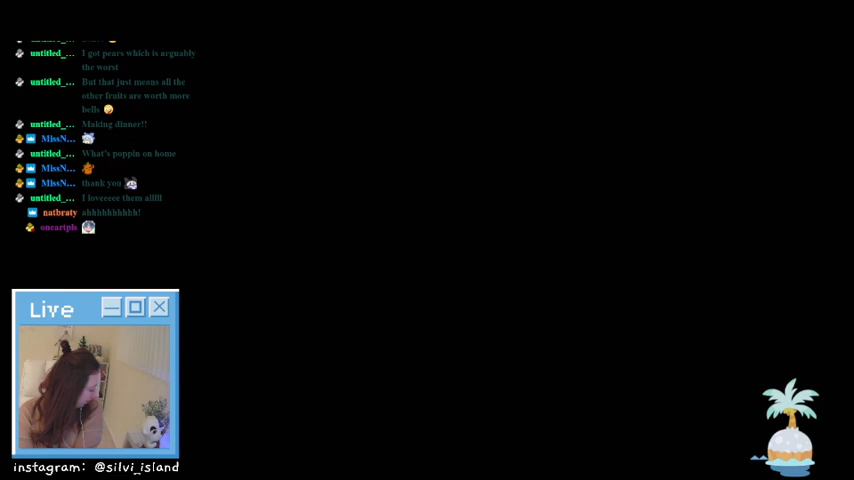 untitled_... I got pears which is arguably
the worst
untitled_... But that just means all the
other fruits are worth more
bells
untitled_... Making dinner!!
MissN...
untitled_... What's poppin on home
MissN...
MissN... thank you
untitled_... I loveeeee them alllll
natbraty ahhhhhhhhhh!
oneartpls
Live
instagram: @silvi_island